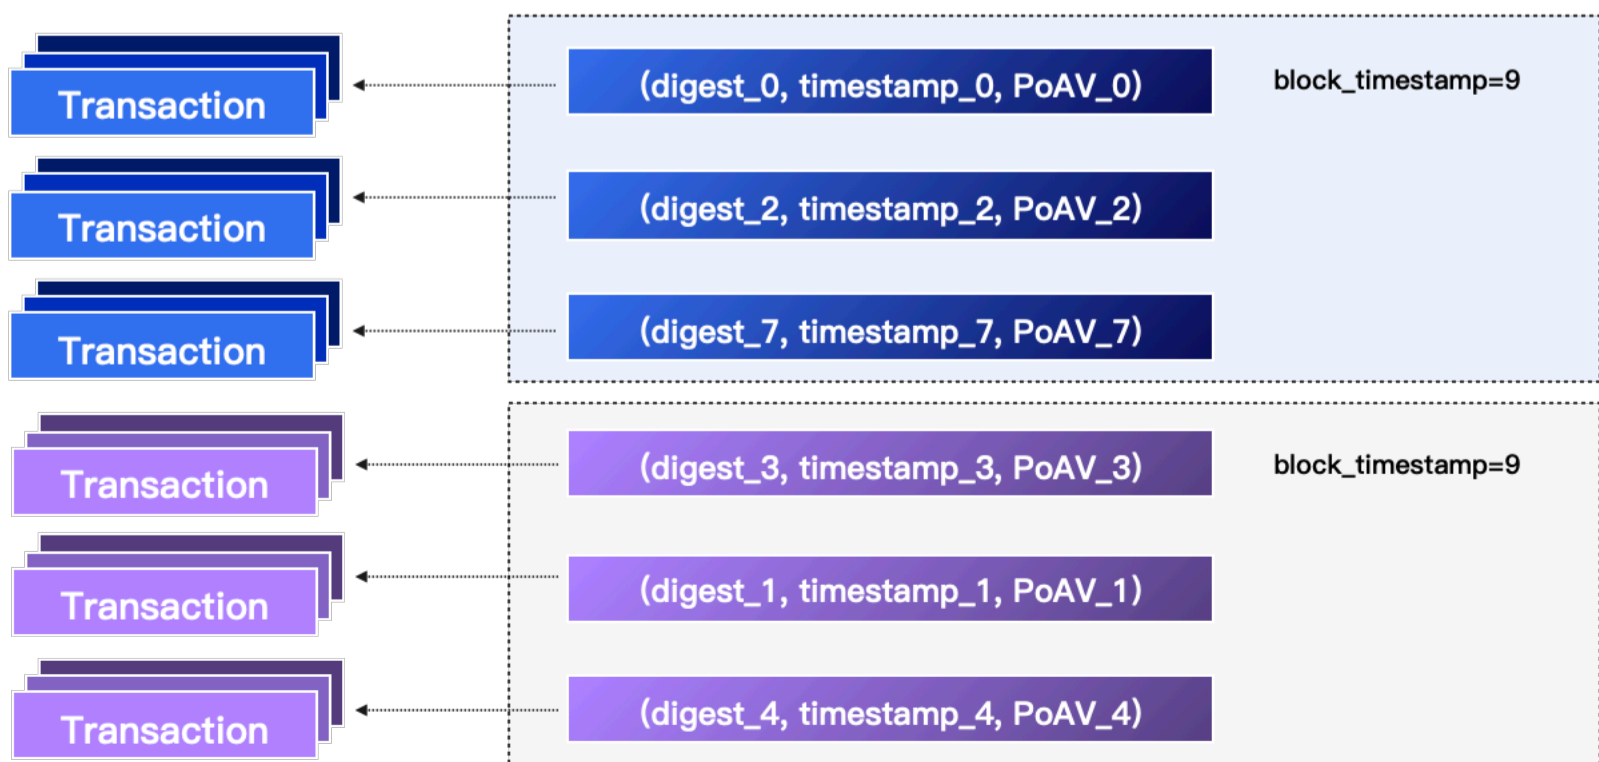 Transaction
(digest_0, timestamp_0, PoAV_0)
block_timestamp=9
Transaction
(digest_2, timestamp_2, PoAV_2)
Transaction
(digest_7, timestamp_7, PoAV_7)
Transaction
(digest_3, timestamp_3, PoAV_3)
block_timestamp=9
Transaction
(digest_1, timestamp_1, PoAV_1)
Transaction
(digest_4, timestamp_4, PoAV_4)